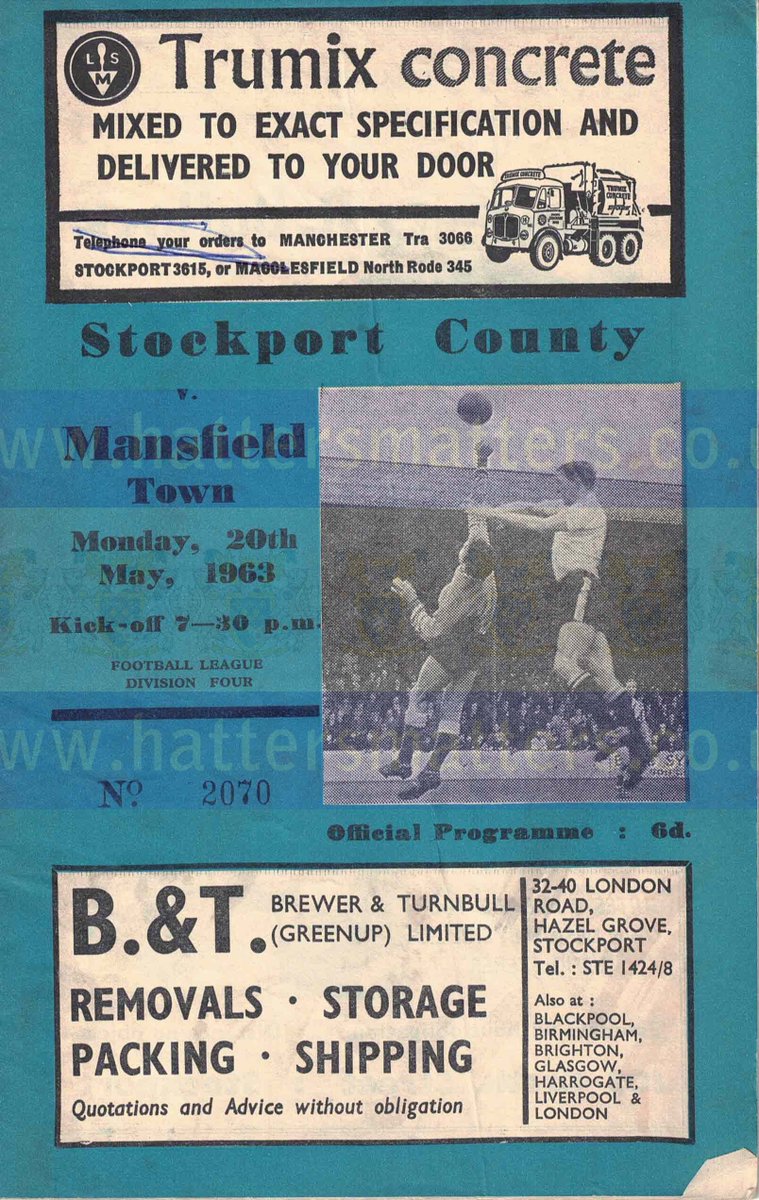 L S
M
Trumix concrete
MIXED TO EXACT SPECIFICATION AND
DELIVERED TO YOUR DOOR
TRUMIX CONCRETE
TRUMIX
CONCRETE
Telephone your orders to MANCHESTER Tra 3066
STOCKPORT 3615, or MACCLESFIELD North Rode 345
Stockport County
v.
Mansfield
Town
Monday, 20th
May, 1963
Kick-off 7—30 p.m.
FOOTBALL LEAGUE
DIVISION FOUR
No. 2070
Official Programme : 6d.
B.&T.
BREWER & TURNBULL
(GREENUP) LIMITED
REMOVALS · STORAGE
PACKING · SHIPPING
Quotations and Advice without obligation
32-40 LONDON
ROAD,
HAZEL GROVE,
STOCKPORT
Tel. : STE 1424/8
Also at :
BLACKPOOL,
BIRMINGHAM,
BRIGHTON,
GLASGOW,
HARROGATE,
LIVERPOOL &
LONDON
www.hattersmatters.co.u
www.hattersmatters.co.u